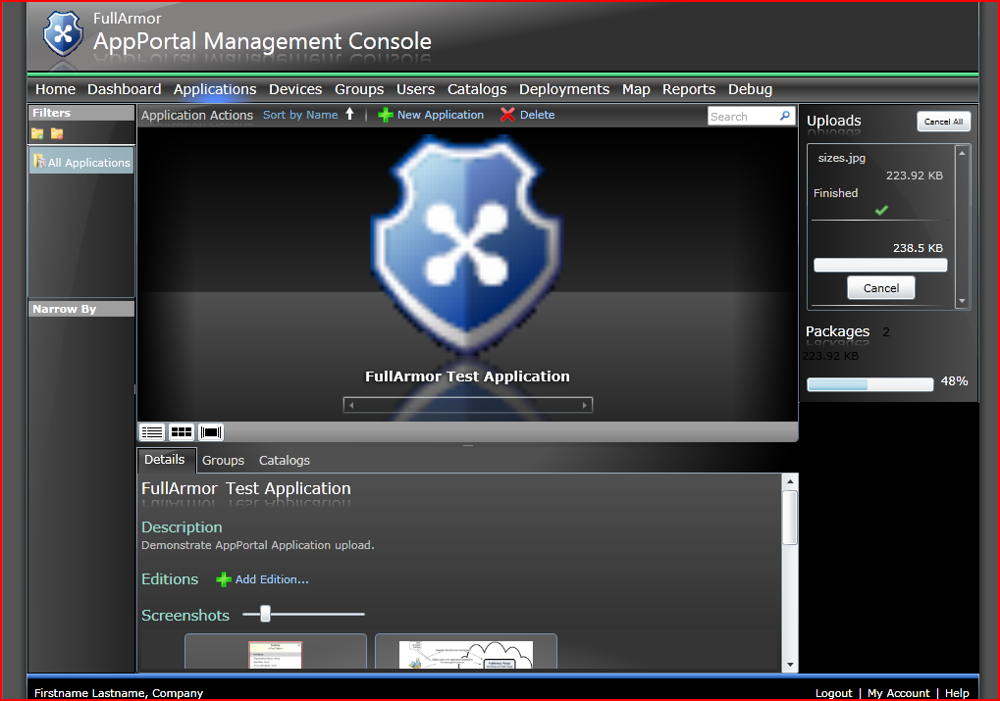 FullArmor
AppPortal Management Console
Home Dashboard Applications Devices Groups Users Catalogs Deployments Map Reports Debug
Filters
All Applications
Narrow By
Application Actions Sort by Name New Application Delete Search
FullArmor Test Application
Uploads Cancel All
sizes.jpg
223.92 KB
Finished
238.5 KB
Cancel
Packages 2
223.92 KB
48%
Details Groups Catalogs
FullArmor Test Application
Description
Demonstrate AppPortal Application upload.
Editions Add Edition...
Screenshots
Firstname Lastname, Company
Logout | My Account | Help